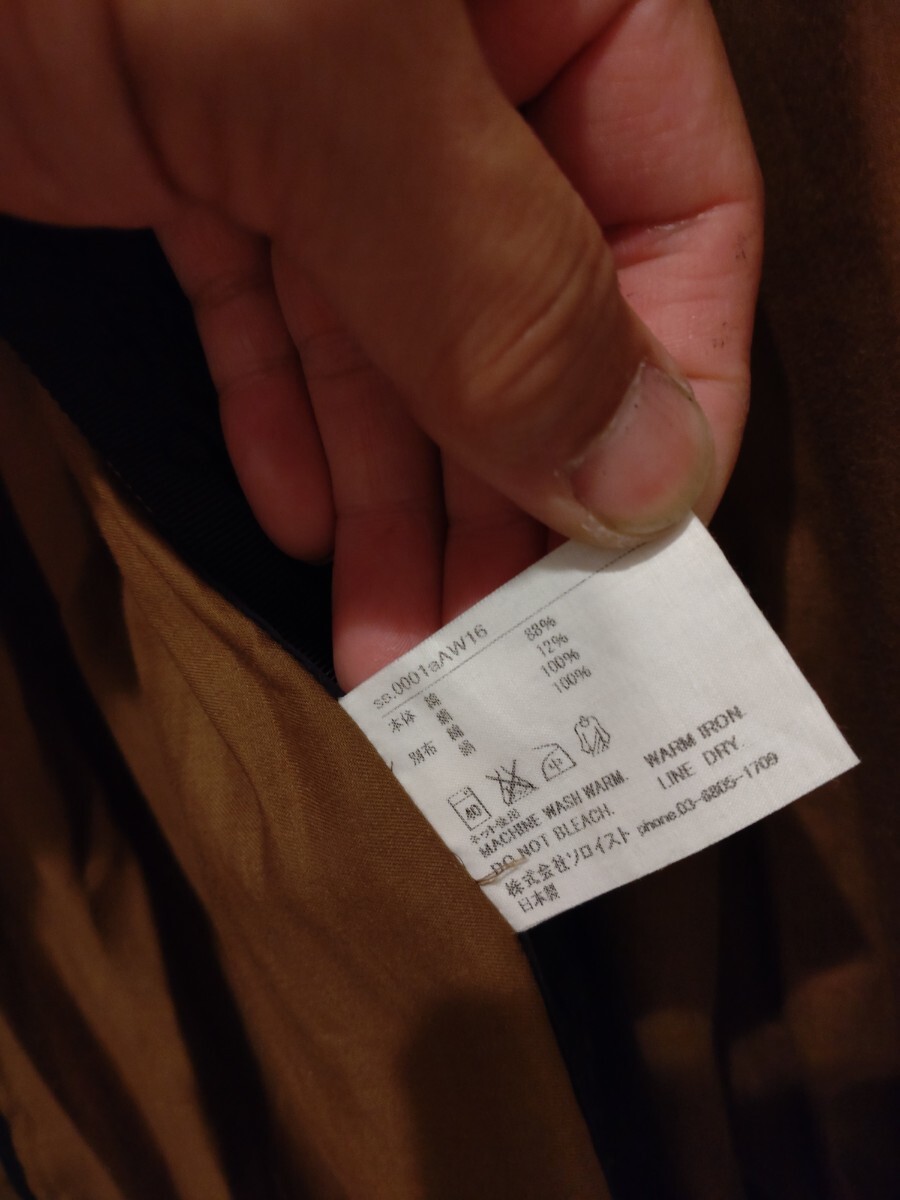 ss.0001aAW16
本体 綿 88%
絹 12%
別布 綿 100%
絹 100%
40 中
ネット使用
MACHINE WASH WARM. WARM IRON.
DO NOT BLEACH. LINE DRY.
株式会社ソロイスト phone.03-6805-1709
日本製